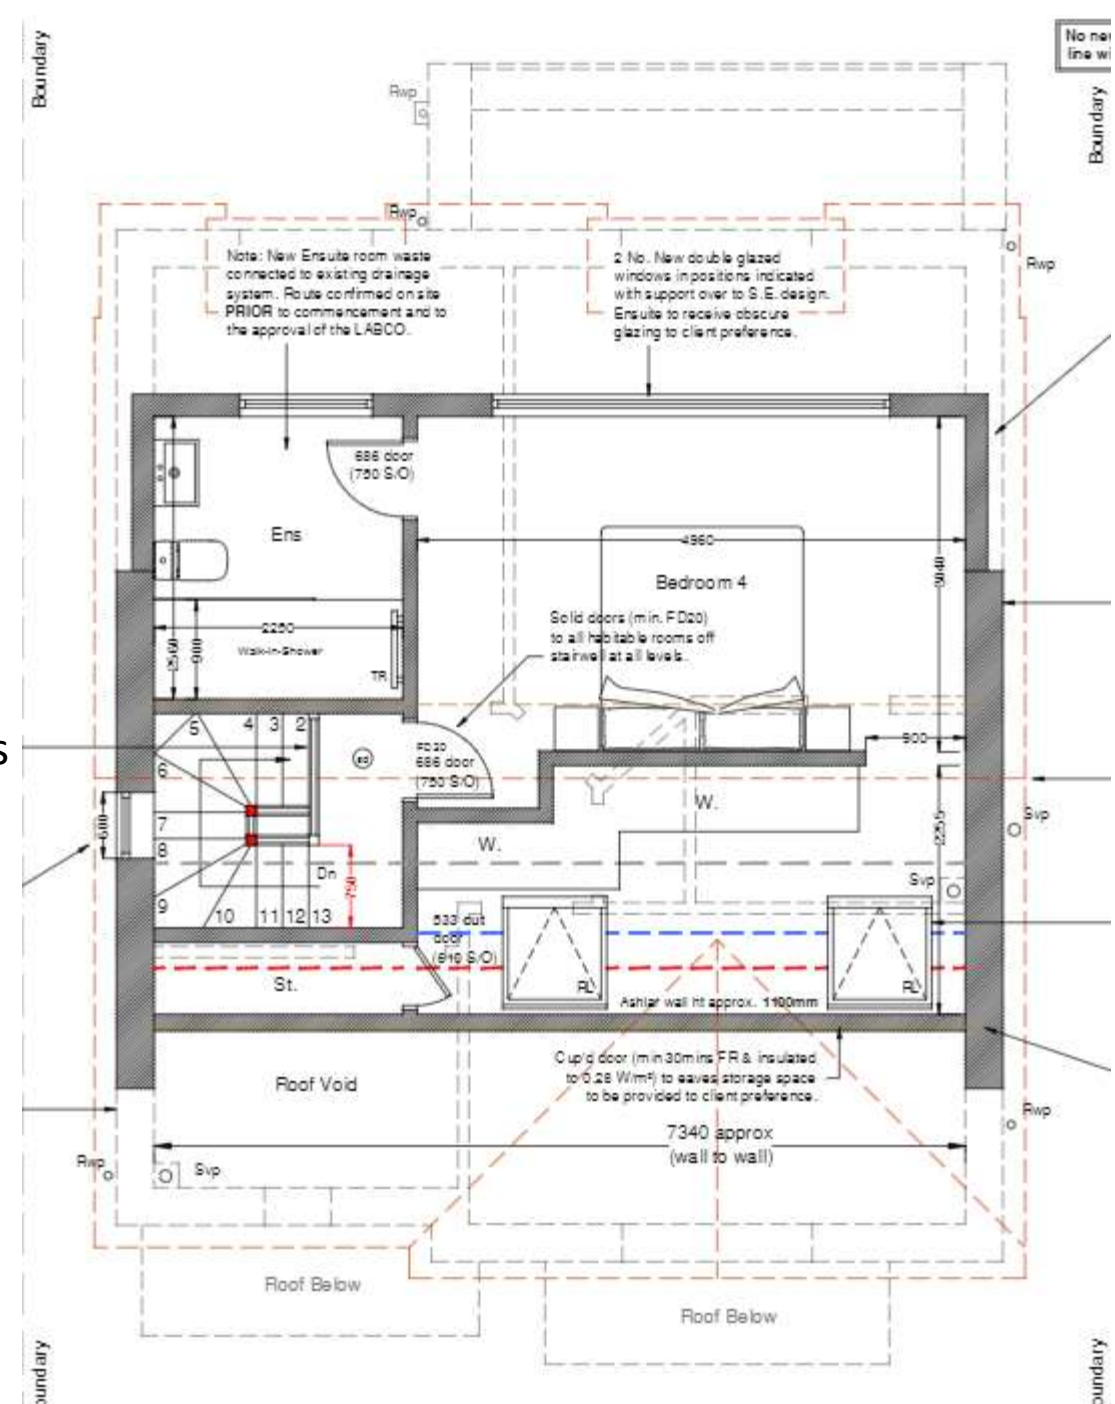 Boundary
No nev
line wi
Boundary
Rwp
Rwp
Rwp
Note: New Ensuite room waste
connected to existing drainage
system. Route confirmed on site
PRIOR to commencement and to
the approval of the LABCO.
2 No. New double glazed
windows in positions indicated
with support over to S.E. design.
Ensuite to receive obscure
glazing to client preference.
686 door
(750 S/O)
Ens
4960
Bedroom 4
Solid doors (min. FD20)
to all habitable rooms off
stairwell at all levels.
2250
Walk-in-Shower
2560
900
TR
5 4 3 2
s
6
7
8
9
10 11 12 13
600
Dn
750
686 door
(750 S/O)
900
W.
W.
2255
Svp
Svp
533 cut
door
(610 S/O)
St.
RL
RL
Ashlar wall ht approx. 1100mm
Roof Void
Cup'd door (min 30mins FR & insulated
to 0.28 W/m²) to eaves storage space
to be provided to client preference.
7340 approx
(wall to wall)
Rwp
Rwp
Svp
Roof Below
Roof Below
oundary
oundary